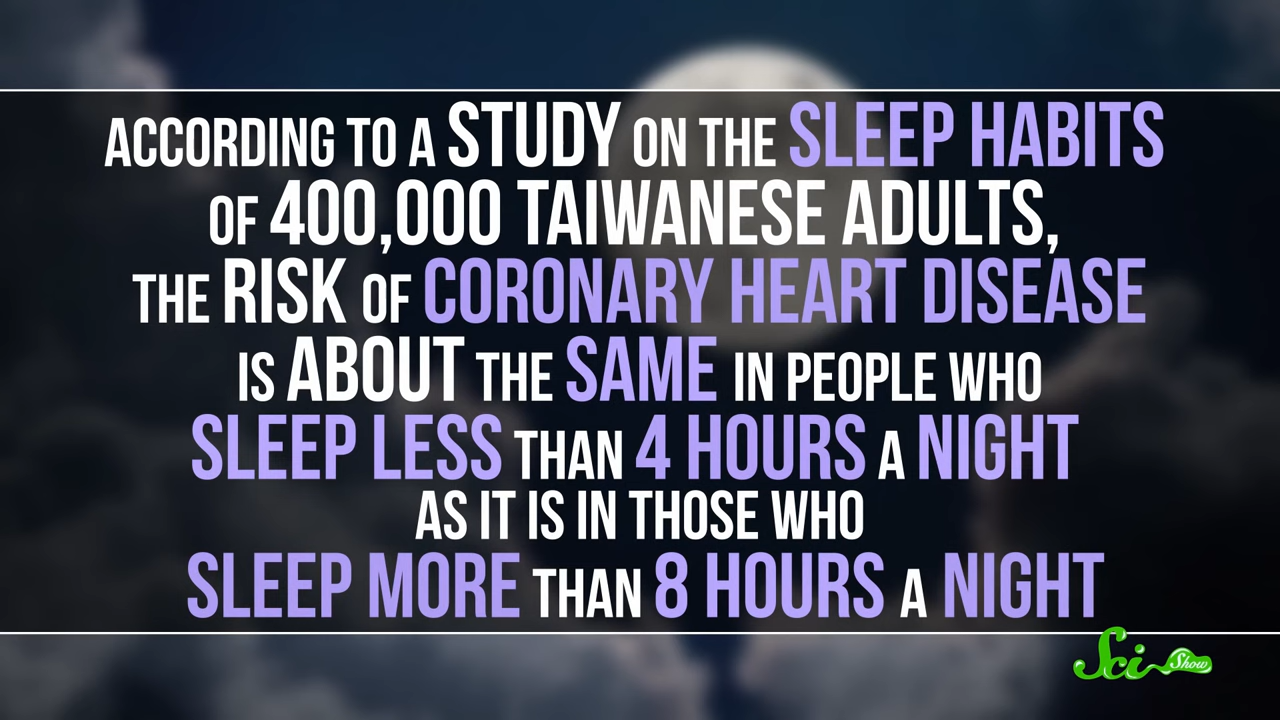 ACCORDING TO A STUDY ON THE SLEEP HABITS
OF 400,000 TAIWANESE ADULTS,
THE RISK OF CORONARY HEART DISEASE
IS ABOUT THE SAME IN PEOPLE WHO
SLEEP LESS THAN 4 HOURS A NIGHT
AS IT IS IN THOSE WHO
SLEEP MORE THAN 8 HOURS A NIGHT
Sci Show